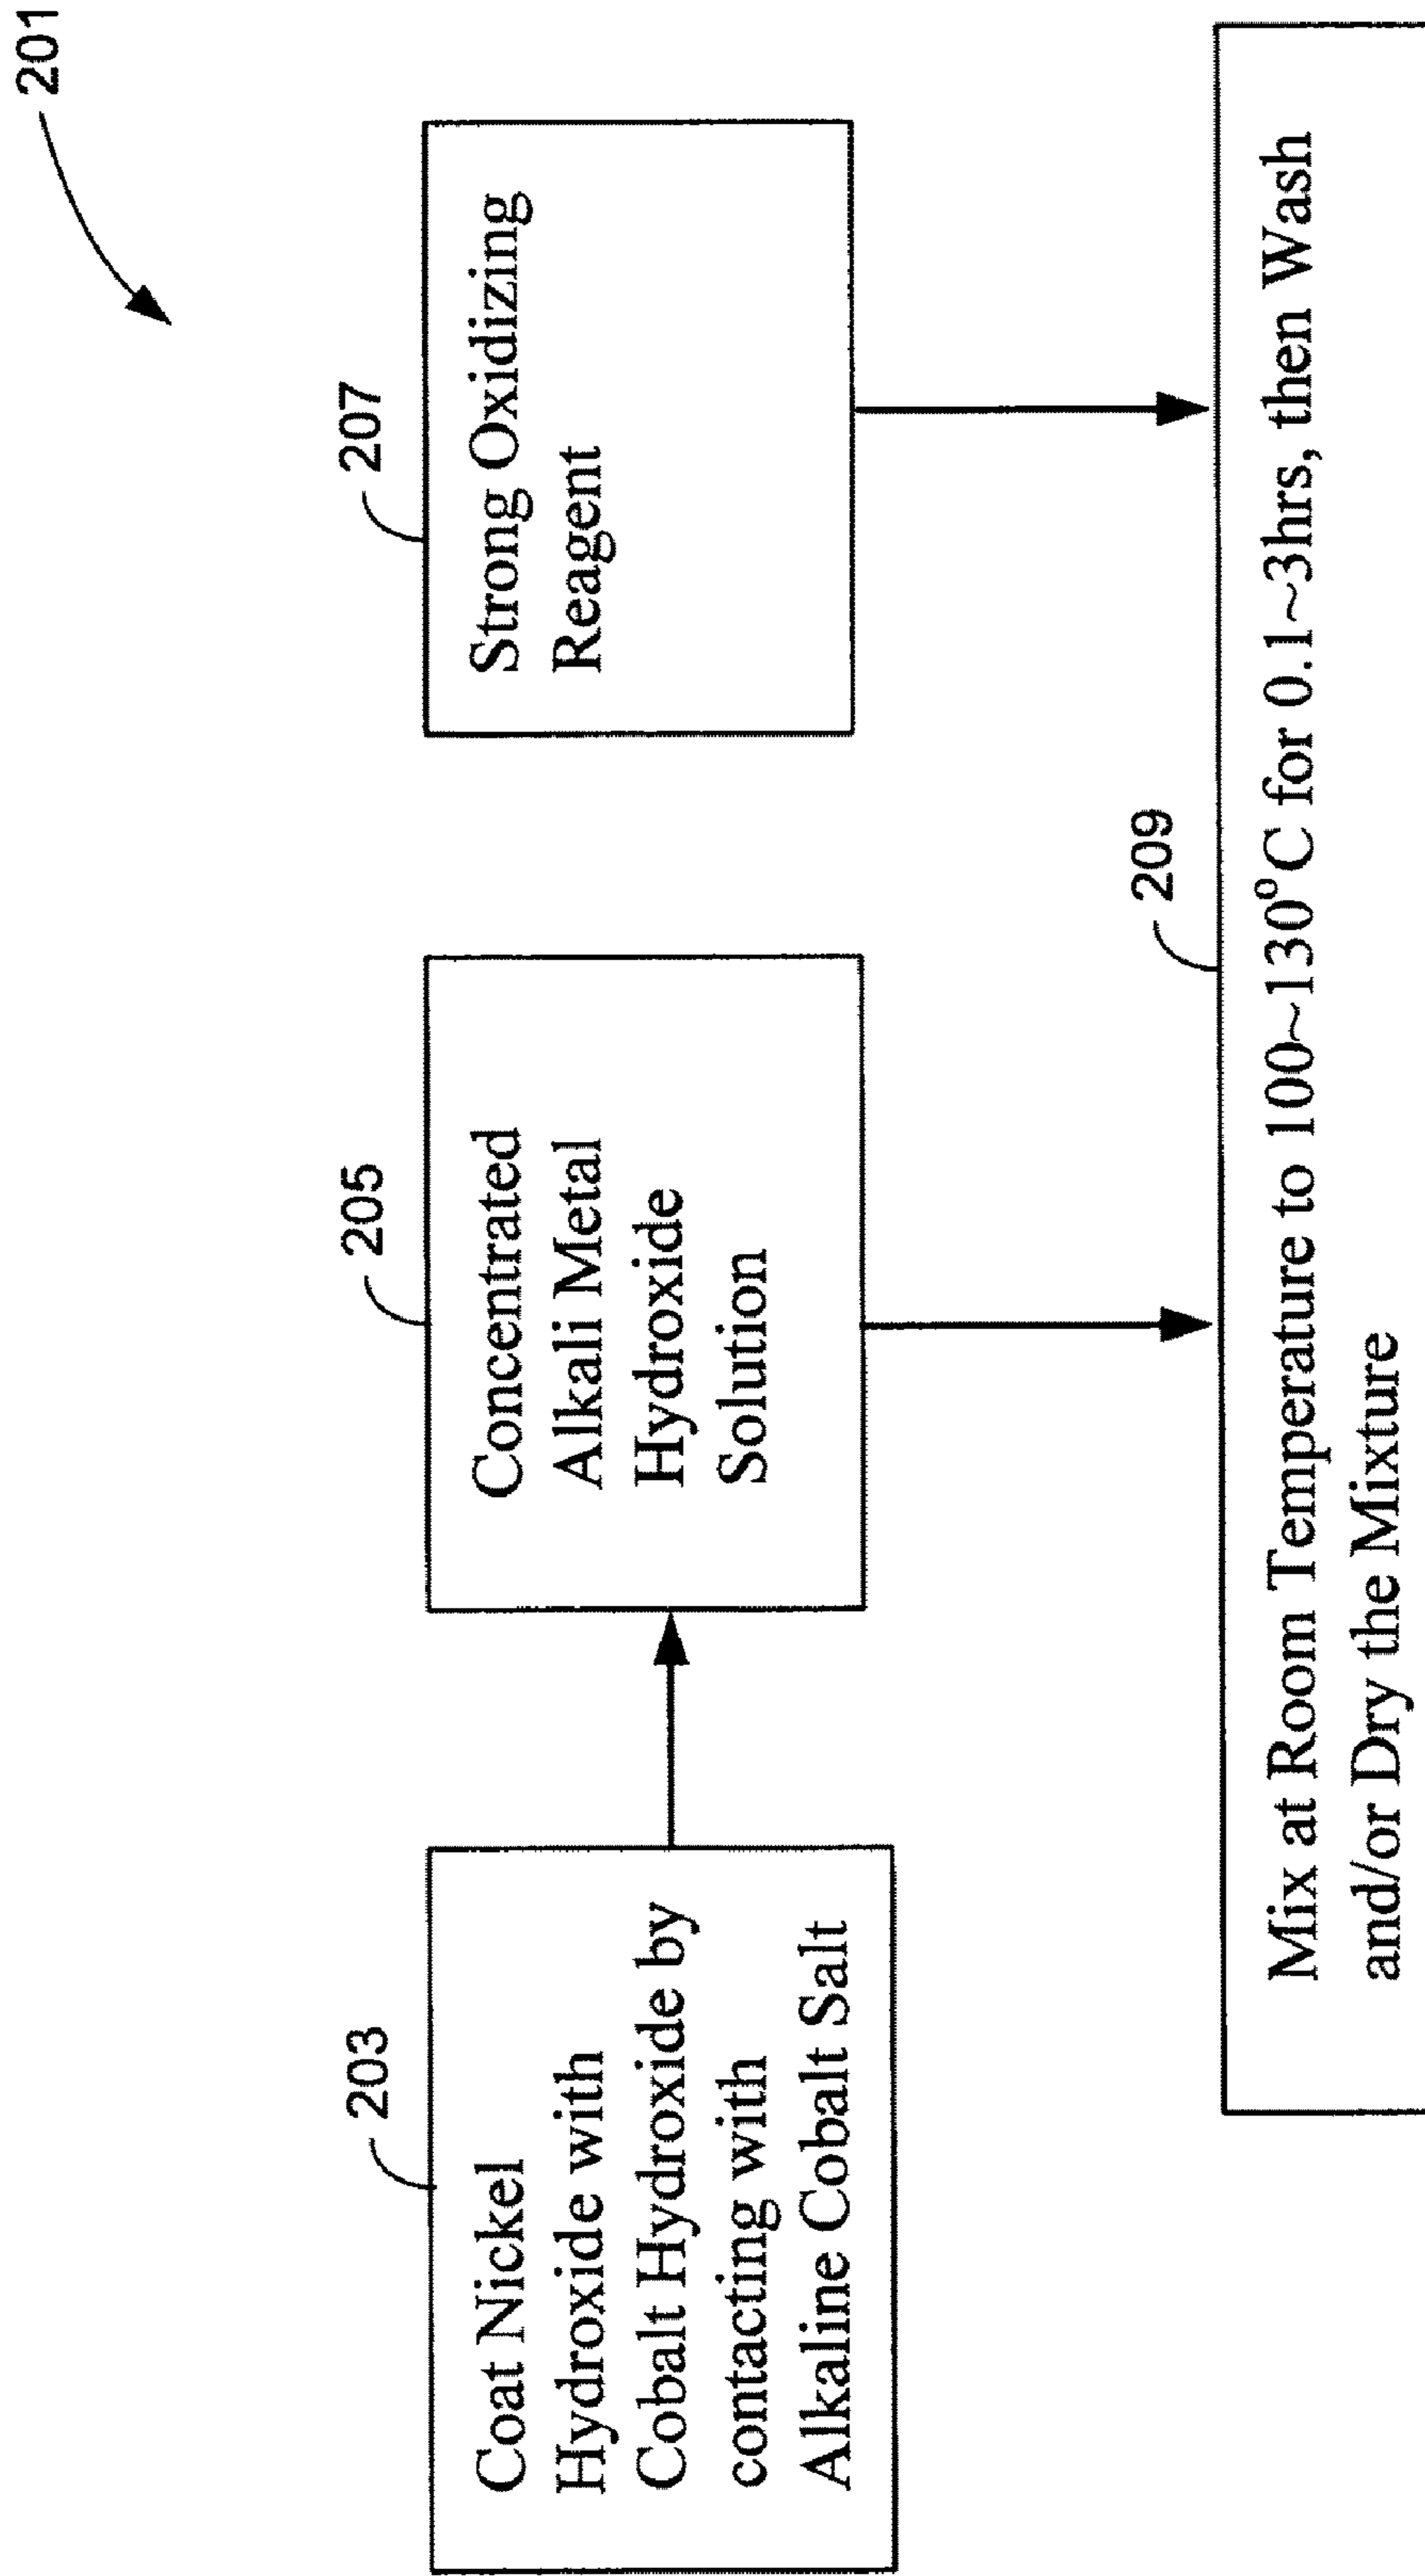 201
203
Coat Nickel
Hydroxide with
Cobalt Hydroxide by
contacting with
Alkaline Cobalt Salt
205
Concentrated
Alkali Metal
Hydroxide
Solution
207
Strong Oxidizing
Reagent
209
Mix at Room Temperature to 100~130°C for 0.1~3hrs, then Wash
and/or Dry the Mixture